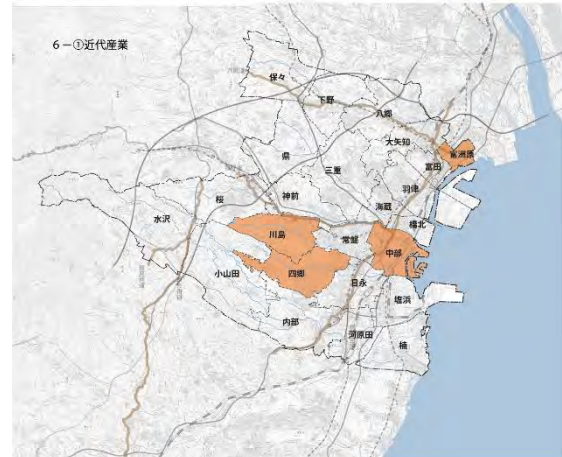 6－①近代産業
保々
下野
八郷
大矢知
富洲原
富田
県
三重
羽津
桜
神前
海蔵
橋北
水沢
川島
常磐
中部
小山田
四郷
日永
塩浜
内部
河原田
楠